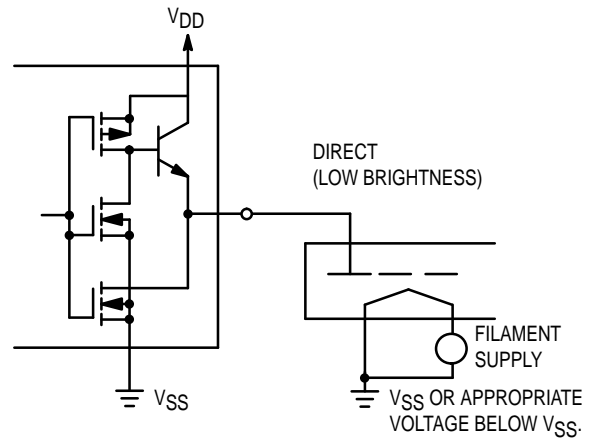 VDD
DIRECT
(LOW BRIGHTNESS)
FILAMENT
SUPPLY
VSS
VSS OR APPROPRIATE
VOLTAGE BELOW VSS.